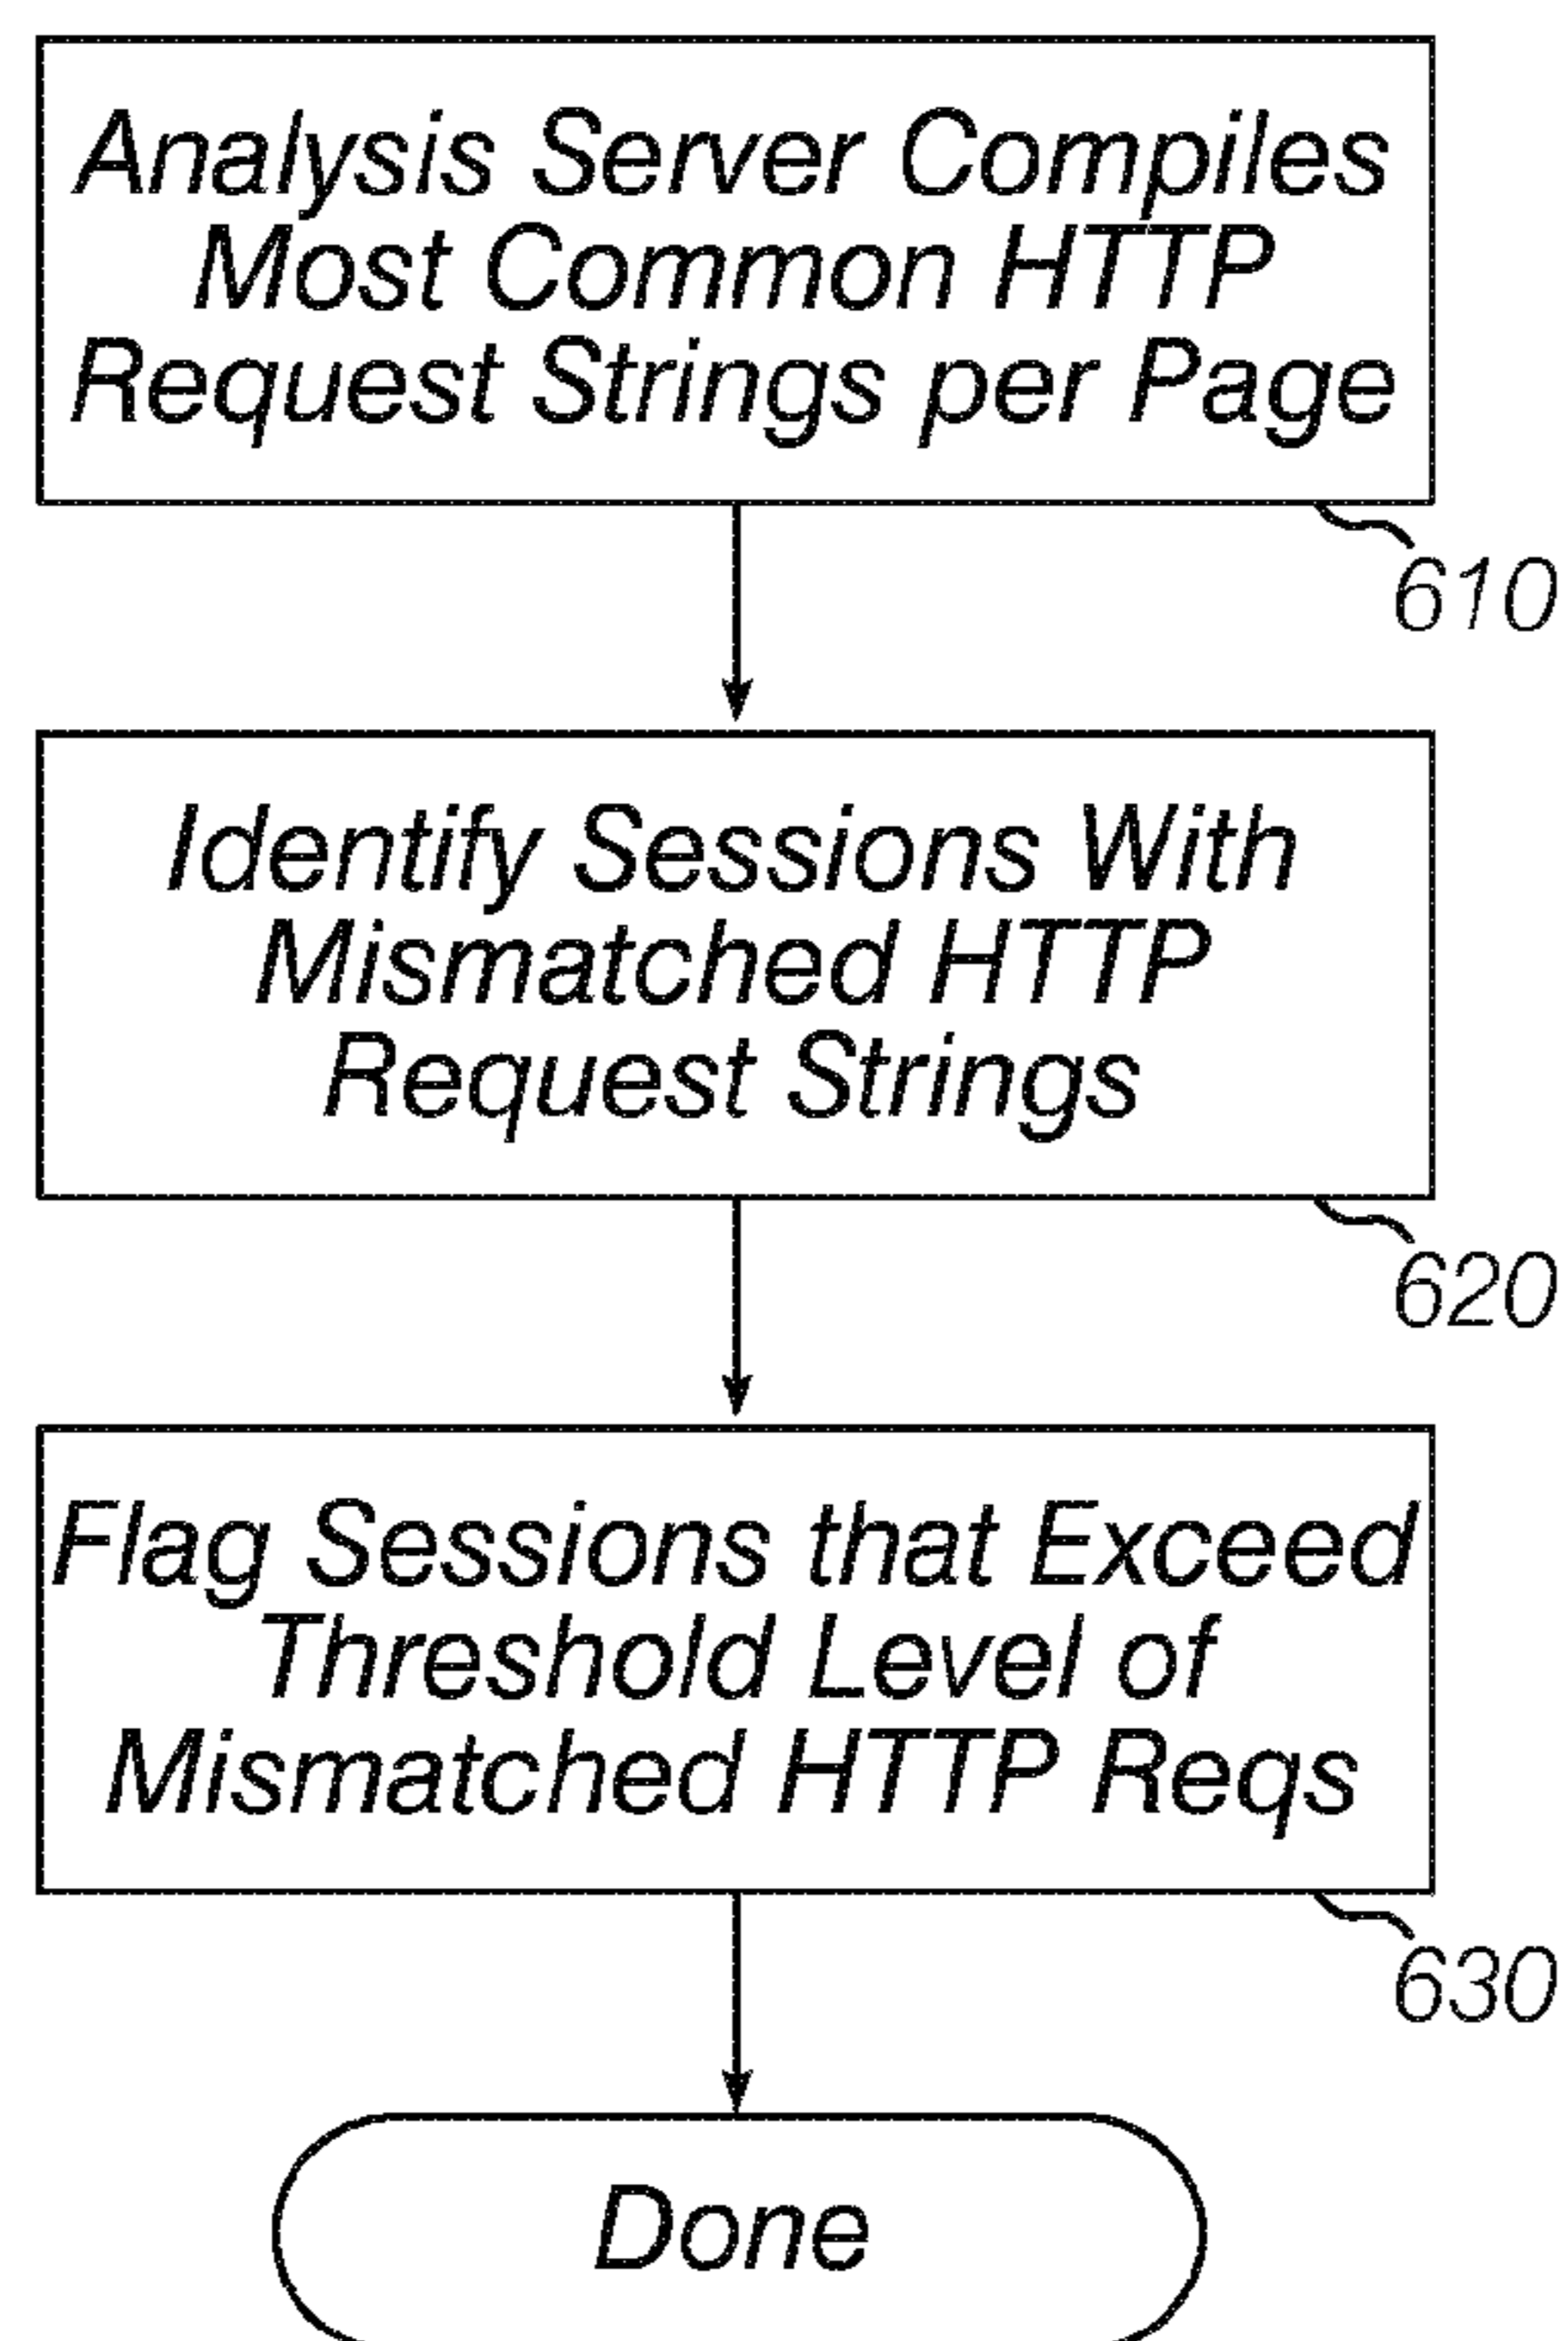 Analysis Server Compiles
Most Common HTTP
Request Strings per Page
610
Identify Sessions With
Mismatched HTTP
Request Strings
620
Flag Sessions that Exceed
Threshold Level of
Mismatched HTTP Reqs
630
Done